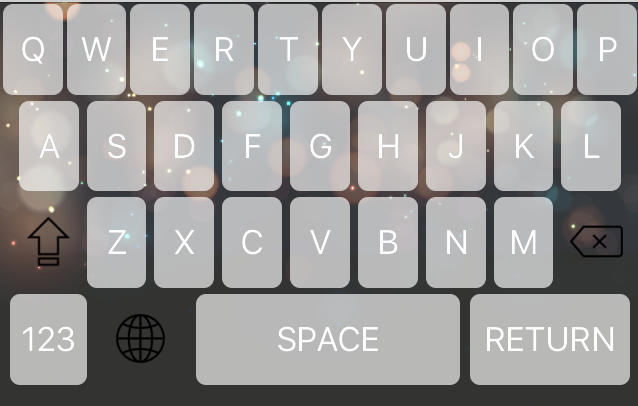 Q W E R T Y U I O P
A S D F G H J K L
Z X C V B N M
123 SPACE RETURN